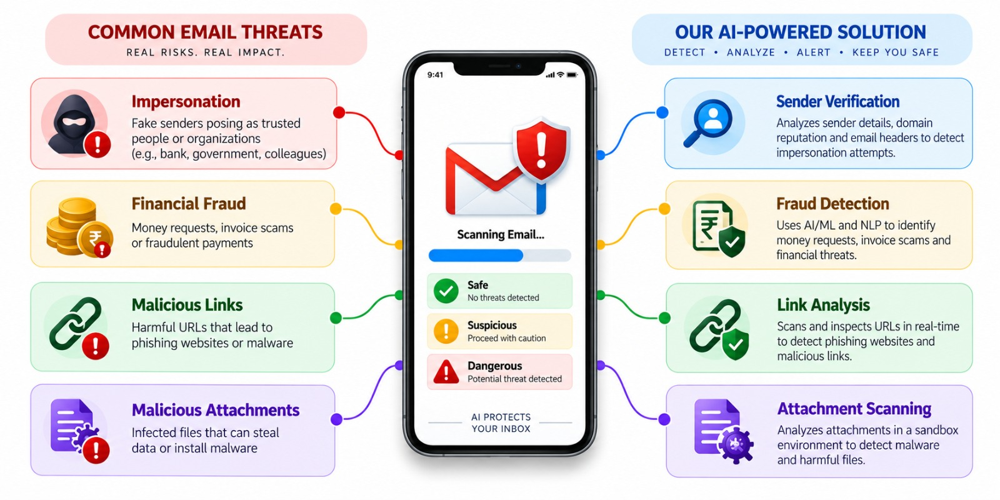 COMMON EMAIL THREATS
REAL RISKS. REAL IMPACT.
Impersonation
Fake senders posing as trusted
people or organizations
(e.g., bank, government, colleagues)
Financial Fraud
Money requests, invoice scams
or fraudulent payments
₹
Malicious Links
Harmful URLs that lead to
phishing websites or malware
Malicious Attachments
Infected files that can steal
data or install malware
9:41
Scanning Email...
Safe
No threats detected
Suspicious
Proceed with caution
Dangerous
Potential threat detected
AI PROTECTS
YOUR INBOX
OUR AI-POWERED SOLUTION
DETECT • ANALYZE • ALERT • KEEP YOU SAFE
Sender Verification
Analyzes sender details, domain
reputation and email headers to detect
impersonation attempts.
₹
Fraud Detection
Uses AI/ML and NLP to identify
money requests, invoice scams and
financial threats.
Link Analysis
Scans and inspects URLs in real-time
to detect phishing websites and
malicious links.
Attachment Scanning
Analyzes attachments in a sandbox
environment to detect malware
and harmful files.